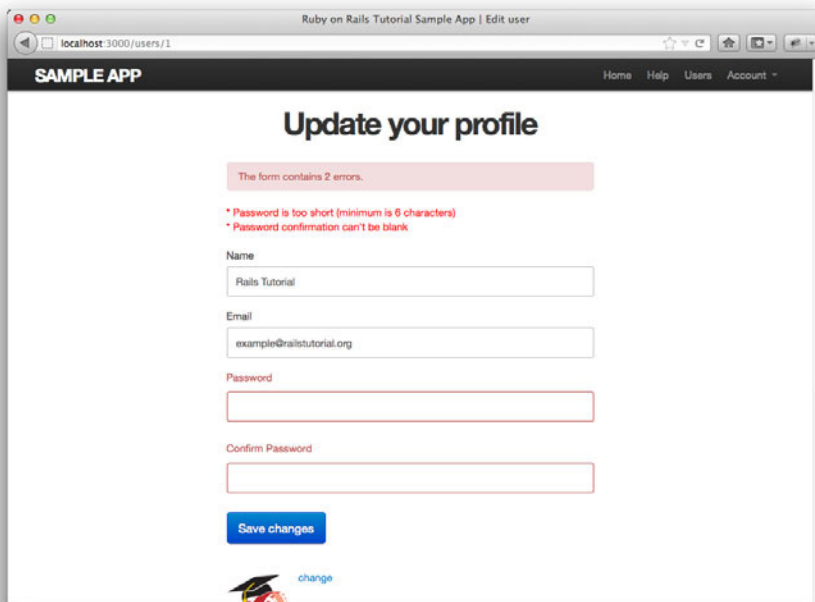 Ruby on Rails Tutorial Sample App | Edit user
localhost:3000/users/1
SAMPLE APP
Home Help Users Account
Update your profile
The form contains 2 errors.
* Password is too short (minimum is 6 characters)
* Password confirmation can't be blank
Name
Rails Tutorial
Email
example@railstutorial.org
Password
Confirm Password
Save changes
change